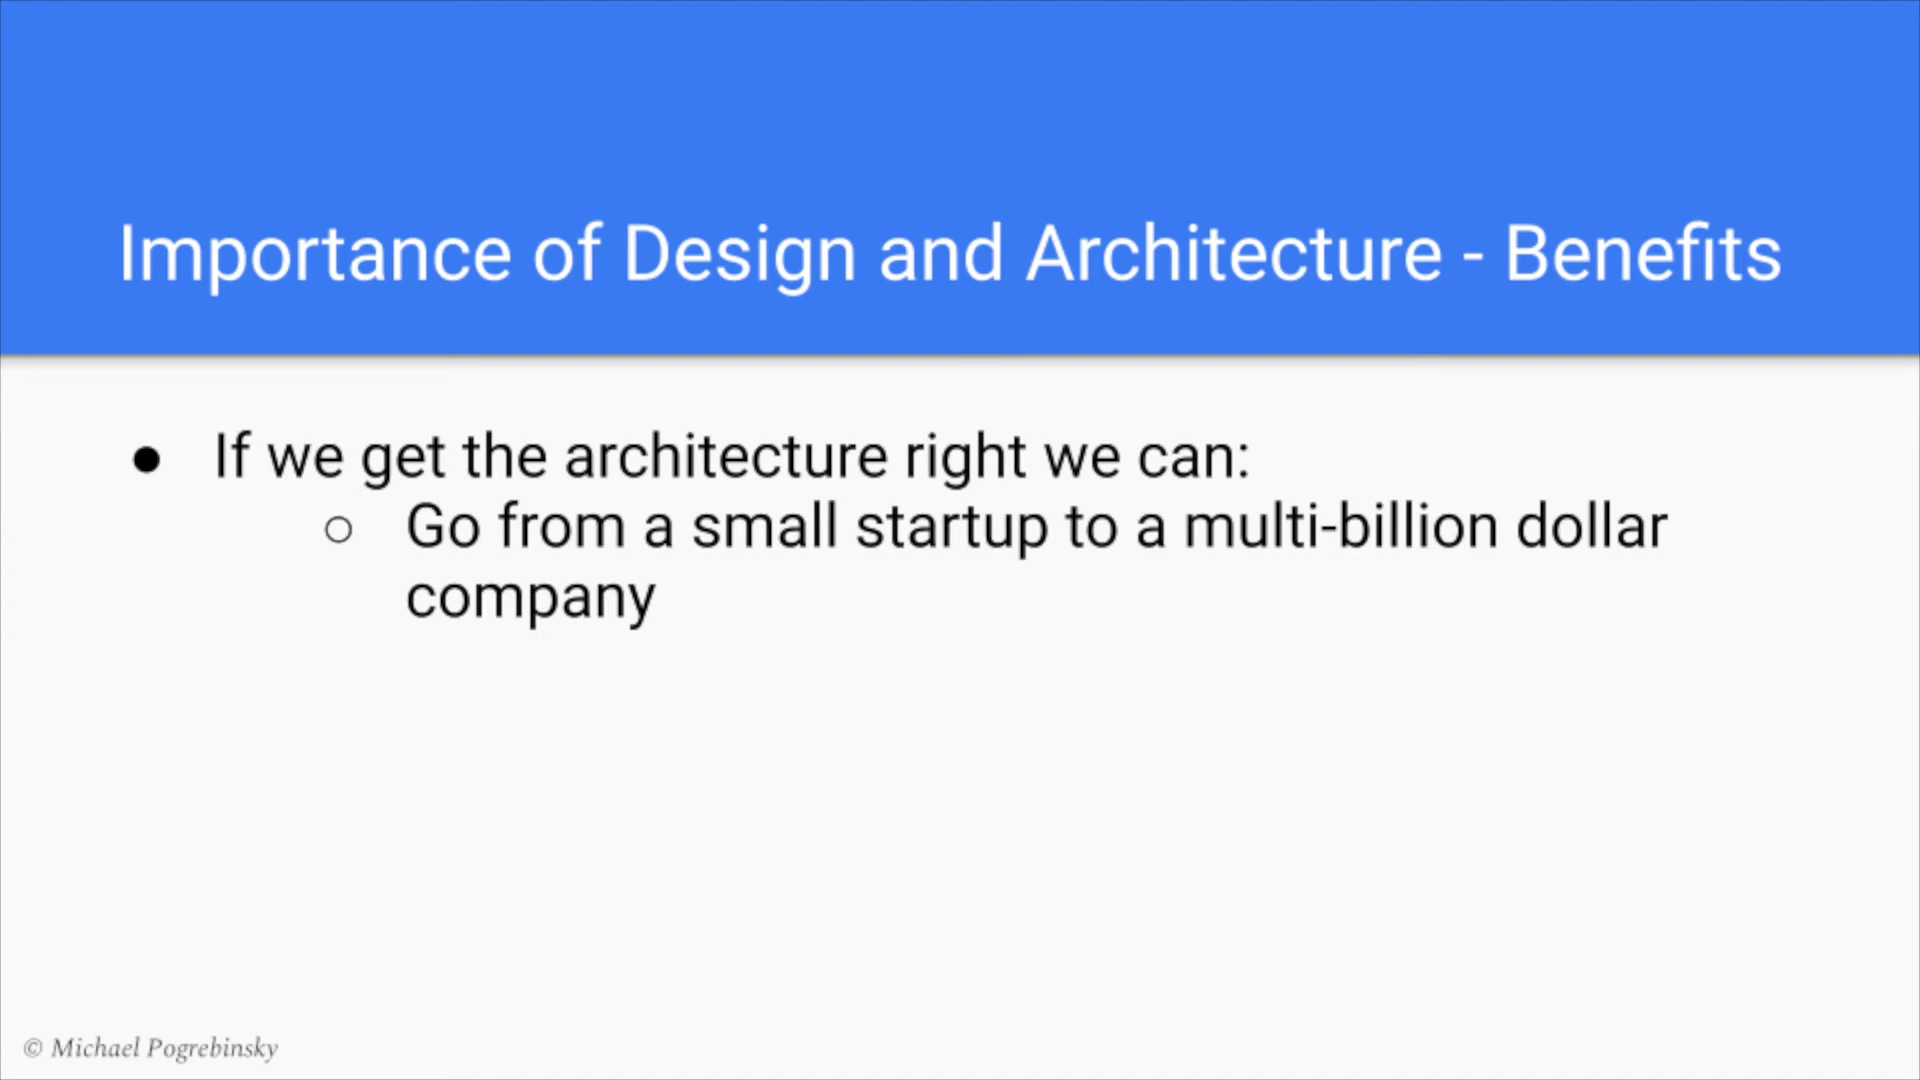 Importance of Design and Architecture - Benefits
● If we get the architecture right we can:
○ Go from a small startup to a multi-billion dollar
company
© Michael Pogrebinsky